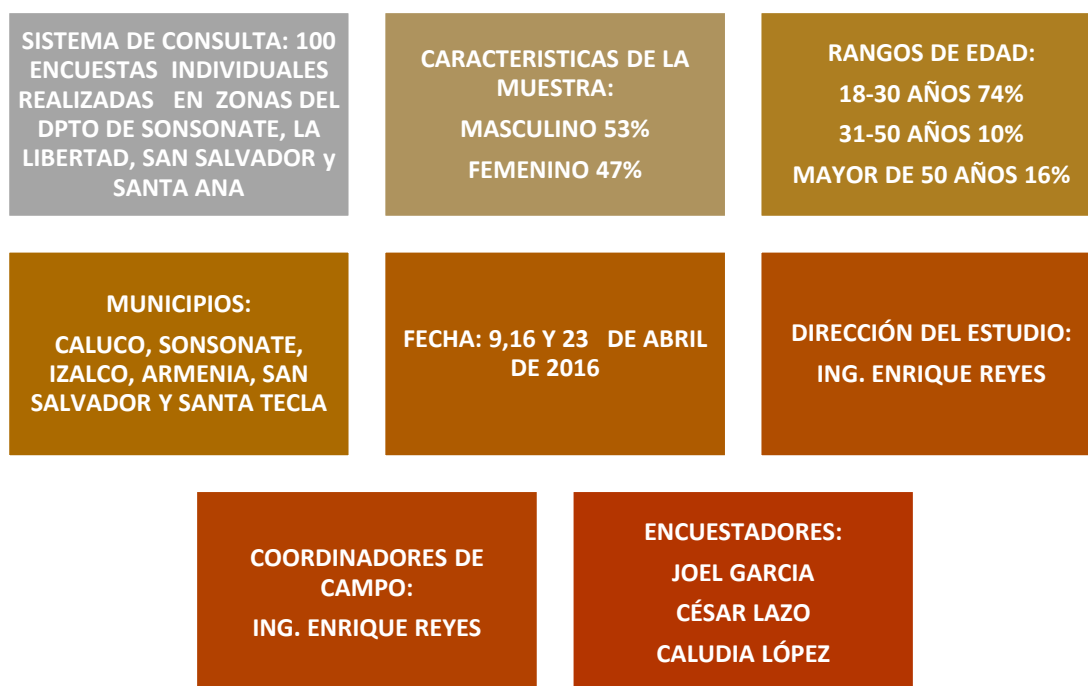 SISTEMA DE CONSULTA: 100
ENCUESTAS INDIVIDUALES
REALIZADAS EN ZONAS DEL
DPTO DE SONSONATE, LA
LIBERTAD, SAN SALVADOR y
SANTA ANA
CARACTERISTICAS DE LA
MUESTRA:
MASCULINO 53%
FEMENINO 47%
RANGOS DE EDAD:
18-30 AÑOS 74%
31-50 AÑOS 10%
MAYOR DE 50 AÑOS 16%
MUNICIPIOS:
CALUCO, SONSONATE,
IZALCO, ARMENIA, SAN
SALVADOR Y SANTA TECLA
FECHA: 9,16 Y 23 DE ABRIL
DE 2016
DIRECCIÓN DEL ESTUDIO:
ING. ENRIQUE REYES
COORDINADORES DE
CAMPO:
ING. ENRIQUE REYES
ENCUESTADORES:
JOEL GARCIA
CÉSAR LAZO
CALUDIA LÓPEZ